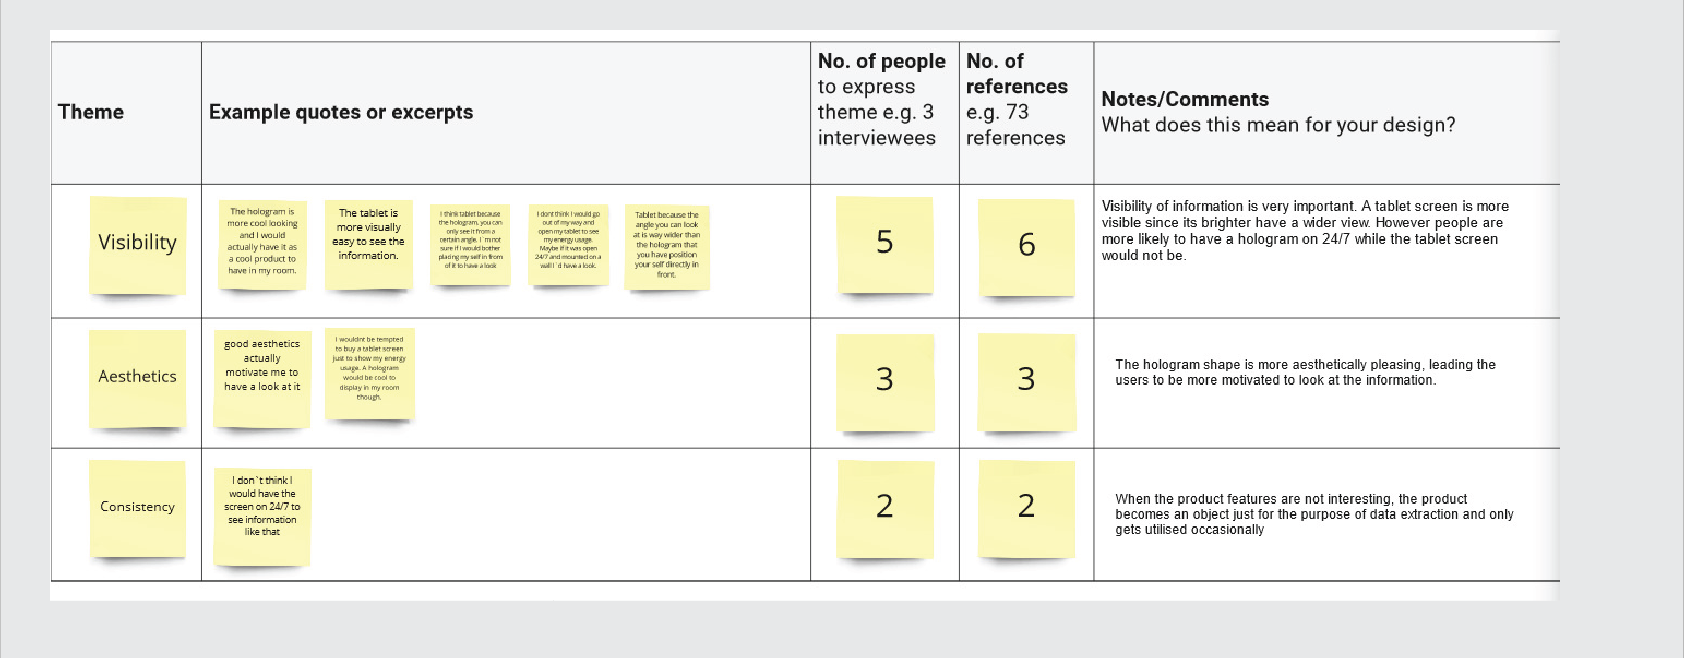 Theme
Example quotes or excerpts
No. of people
to express
theme e.g. 3
interviewees
No. of
references
e.g. 73
references
Notes/Comments
What does this mean for your design?
Visibility
The hologram is
more cool looking
and I would
actually have it as
a cool product to
have in my room.
The tablet is
more visually
easy to see the
information.
I think tablet because
the hologram, you can
only see it from a
certain angle. I`m not
sure if I would bother
placing my self in from
of it to have a look
I dont think I would go
out of my way and
open my tablet to see
my energy usage.
Maybe if it was open
24/7 and mounted on a
wall I`d have a look.
Tablet because the
angle you can look
at is way wider than
the hologram that
you have position
your self directly in
front.
5
6
Visibility of information is very important. A tablet screen is more
visible since its brighter have a wider view. However people are
more likely to have a hologram on 24/7 while the tablet screen
would not be.
Aesthetics
good aesthetics
actually
motivate me to
have a look at it
I wouldnt be tempted
to buy a tablet screen
just to show my energy
usage. A hologram
would be cool to
display in my room
though.
3
3
The hologram shape is more aesthetically pleasing, leading the
users to be more motivated to look at the information.
Consistency
I don`t think I
would have the
screen on 24/7 to
see information
like that
2
2
When the product features are not interesting, the product
becomes an object just for the purpose of data extraction and only
gets utilised occasionally